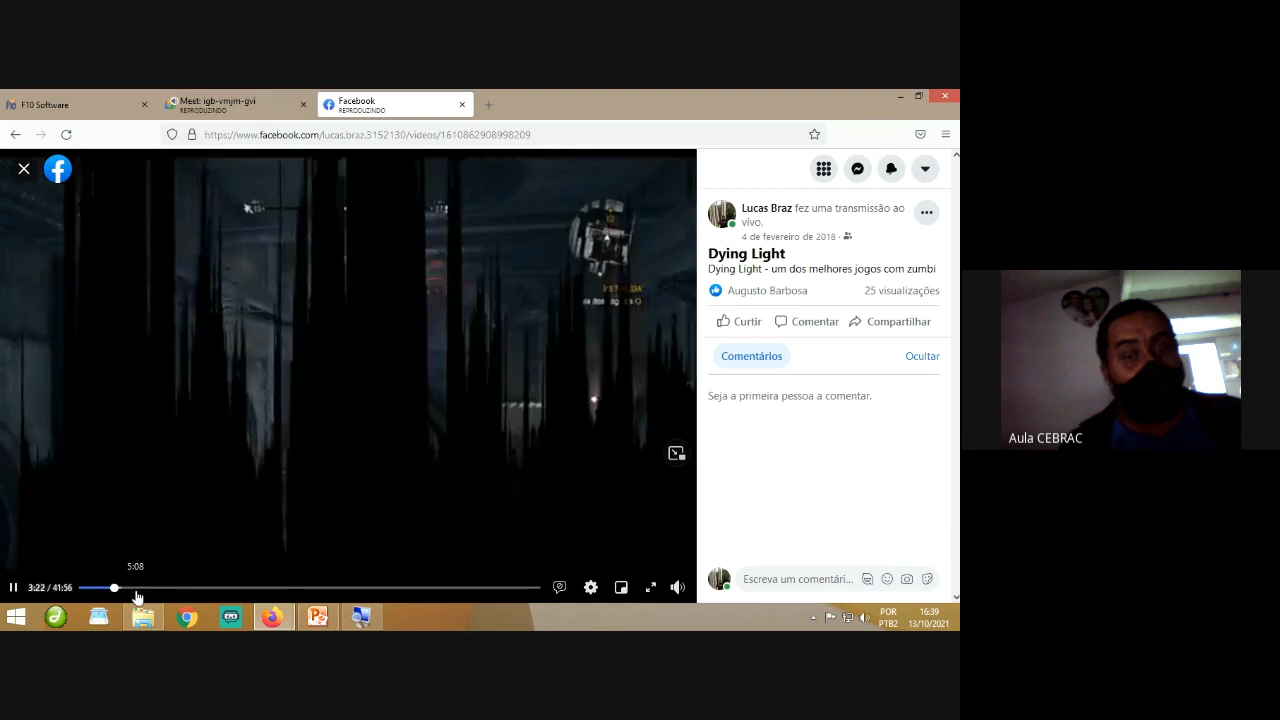 F10 Software
Meet: igb-vmjm-gvi
REPRODUZINDO
Facebook
REPRODUZINDO
https://www.facebook.com/lucas.braz.3152130/videos/1610862908998209
Lucas Braz fez uma transmissão ao
vivo.
4 de fevereiro de 2018 ·
Dying Light
Dying Light - um dos melhores jogos com zumbi
Augusto Barbosa 25 visualizações
Curtir Comentar Compartilhar
Comentários Ocultar
Seja a primeira pessoa a comentar.
Aula CEBRAC
5:08
3:22 / 41:56
Escreva um comentári...
POR 16:39
PTB2 13/10/2021